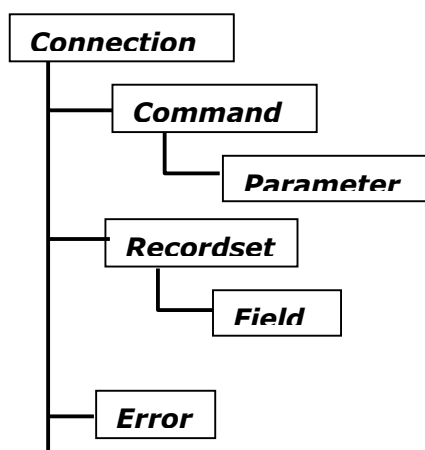 Connection
Command
Parameter
Recordset
Field
Error